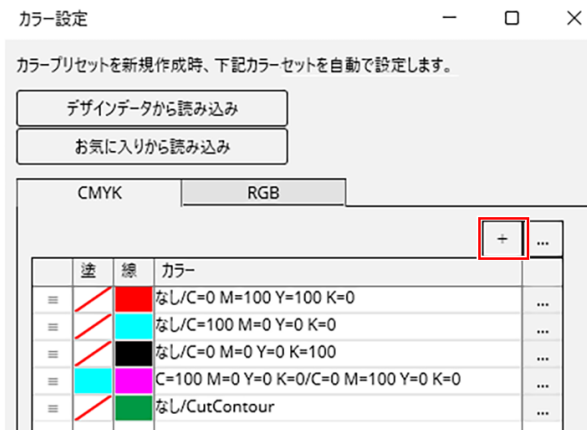 カラー設定
カラープリセットを新規作成時、下記カラーセットを自動で設定します。
デザインデータから読み込み
お気に入りから読み込み
CMYK RGB
+ ...
塗 線 カラー
なし/C=0 M=100 Y=100 K=0 ...
なし/C=100 M=0 Y=0 K=0 ...
なし/C=0 M=0 Y=0 K=100 ...
C=100 M=0 Y=0 K=0/C=0 M=100 Y=0 K=0 ...
なし/CutContour ...